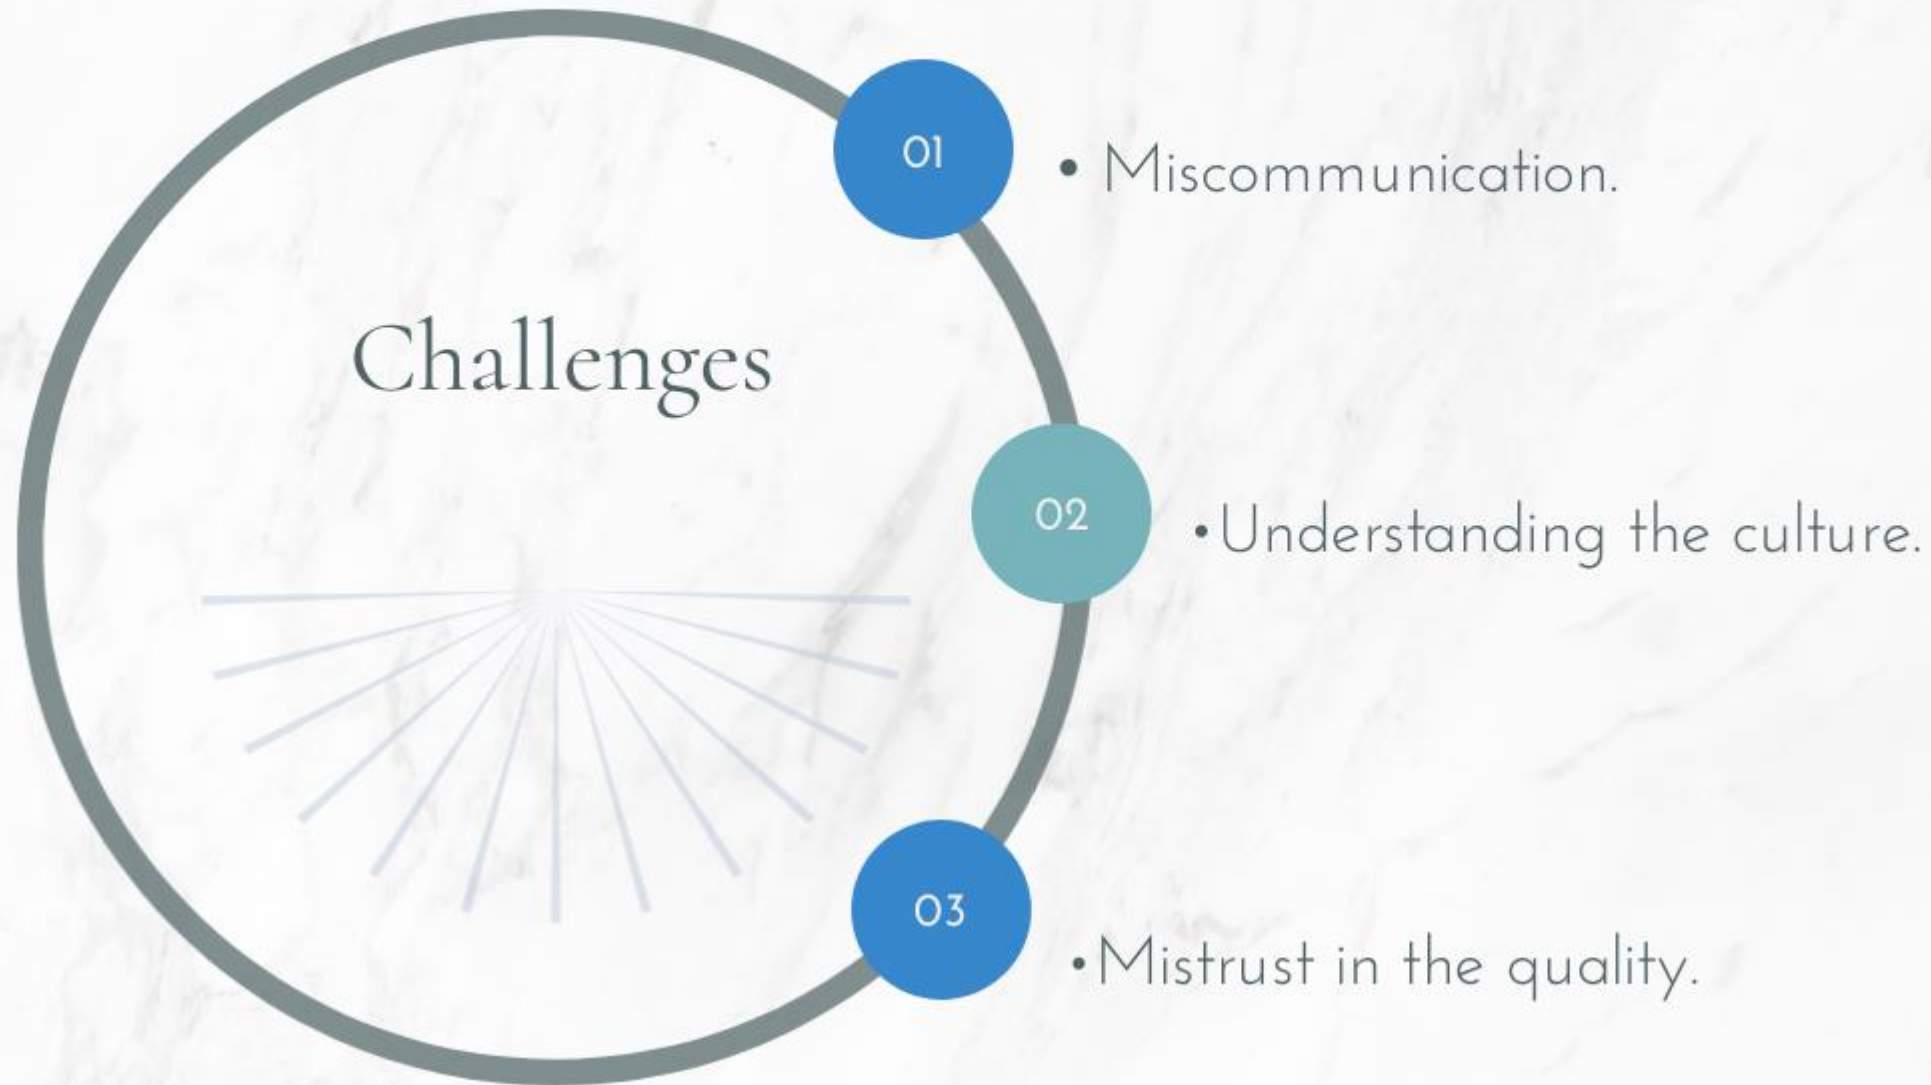 Challenges
01
• Miscommunication.
02
•Understanding the culture.
03
•Mistrust in the quality.